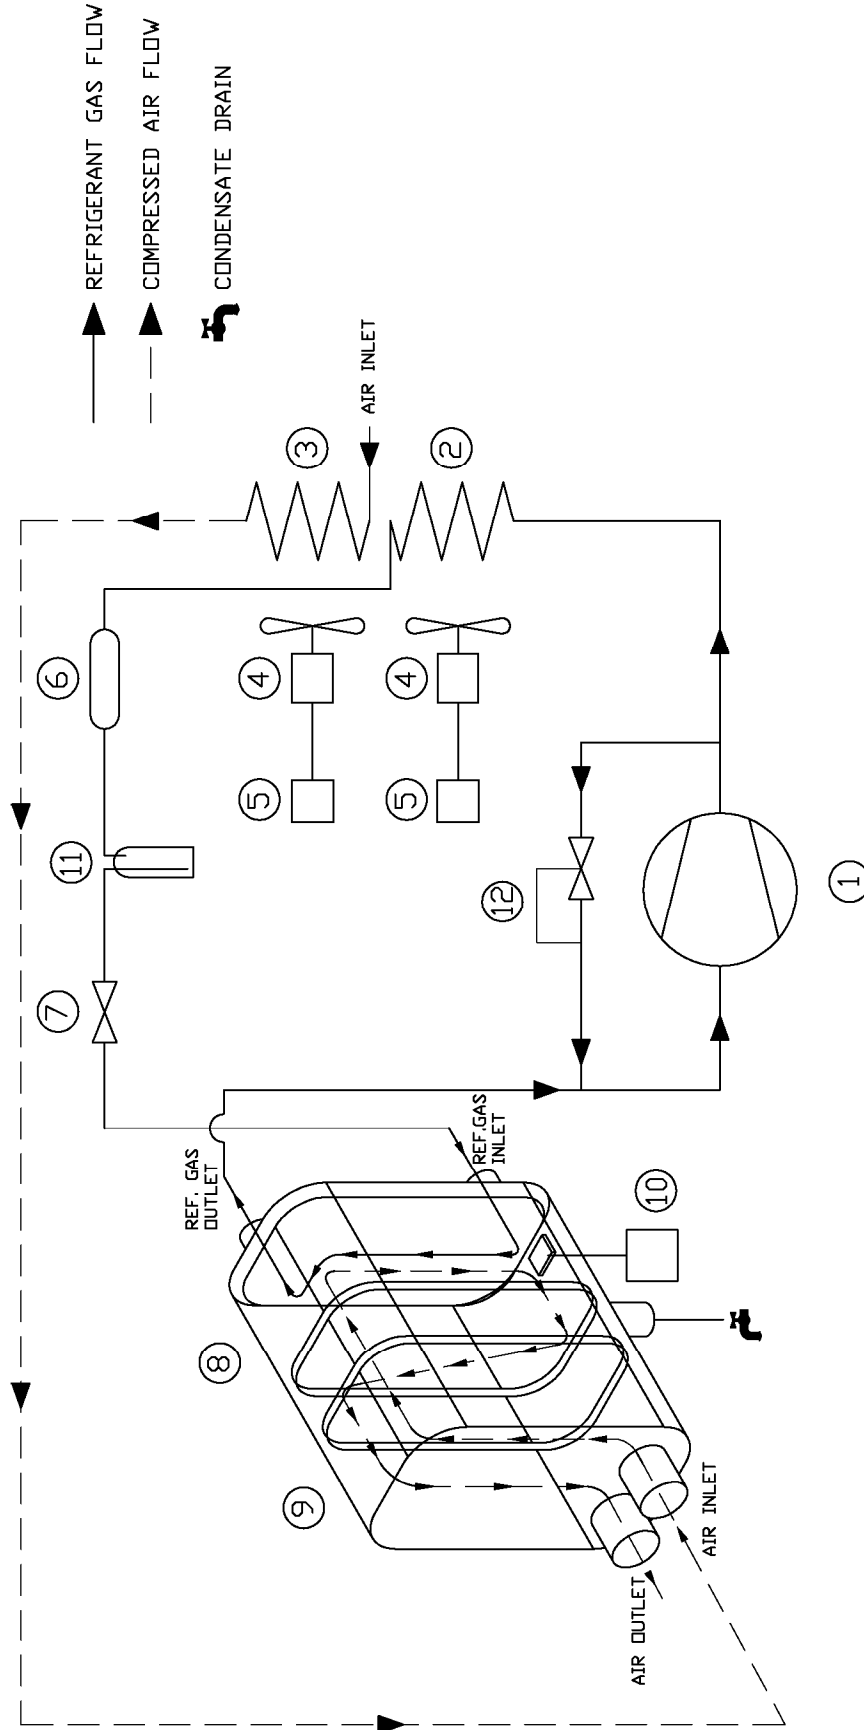 REFRIGERANT GAS FLOW
COMPRESSED AIR FLOW
CONDENSATE DRAIN
AIR INLET
3
2
6
4
4
5
5
11
12
1
7
REF. GAS
OUTLET
REF.GAS
INLET
10
8
9
AIR INLET
AIR OUTLET